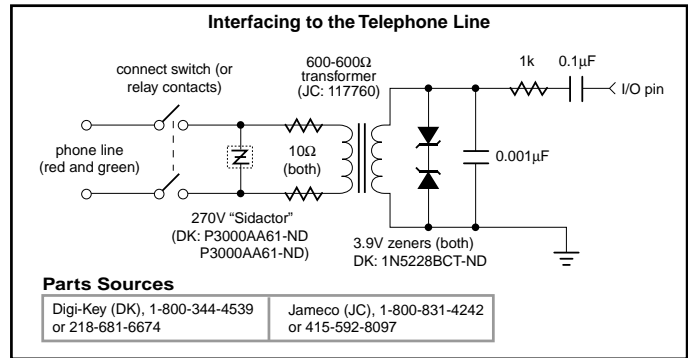 Interfacing to the Telephone Line
600-600Ω
transformer
(JC: 117760)
connect switch (or
relay contacts)
1k
0.1µF
I/O pin
phone line
(red and green)
10Ω
(both)
0.001µF
270V “Sidactor”
(DK: P3000AA61-ND
P3000AA61-ND)
3.9V zeners (both)
DK: 1N5228BCT-ND
Parts Sources
Digi-Key (DK), 1-800-344-4539
or 218-681-6674
Jameco (JC), 1-800-831-4242
or 415-592-8097